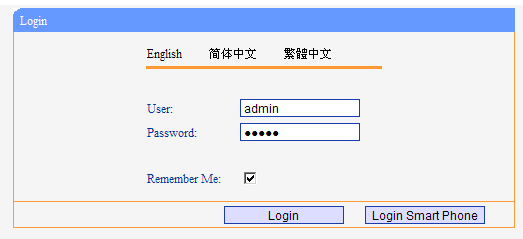 Login
English 简体中文 繁體中文
User: admin
Password: •••••
Remember Me:
Login Login Smart Phone